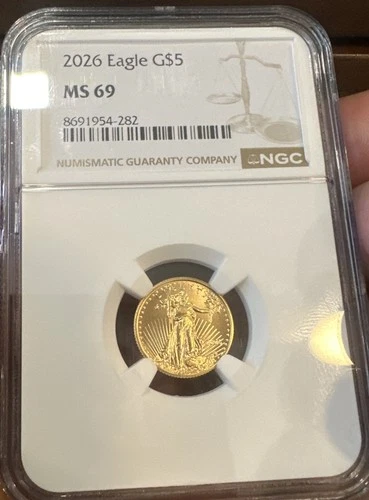 2026 Eagle G$5
MS 69
8691954-282
NUMISMATIC GUARANTY COMPANY NGC